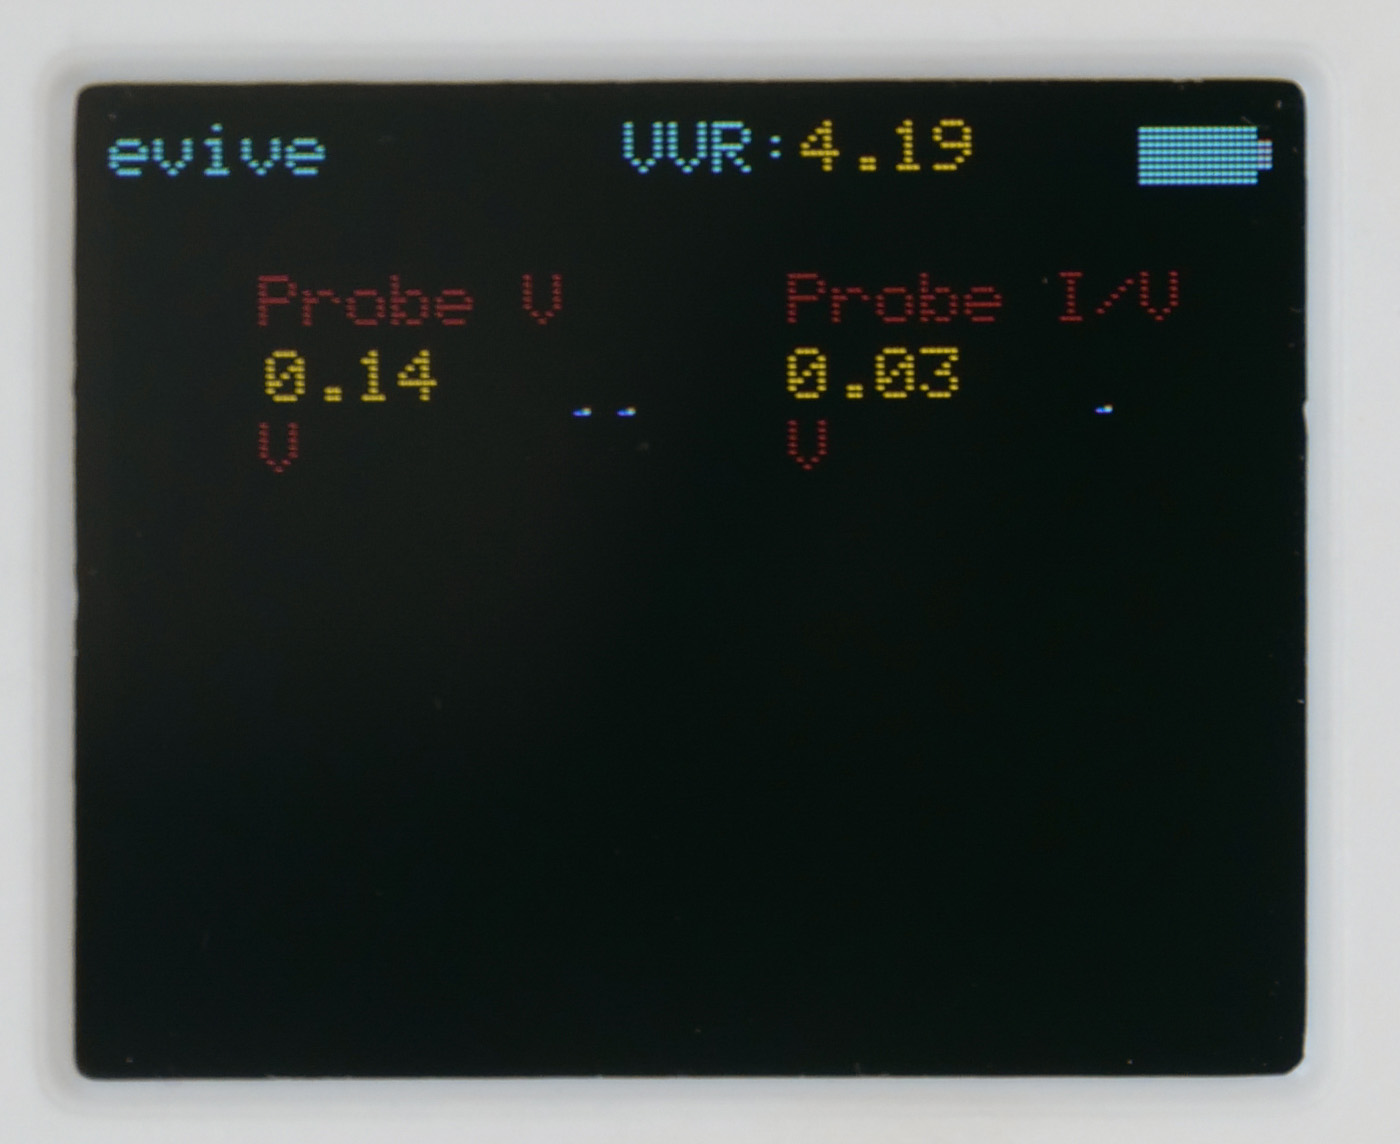 evive VVR:4.19
Probe V Probe I/V
0.14 0.03
V V